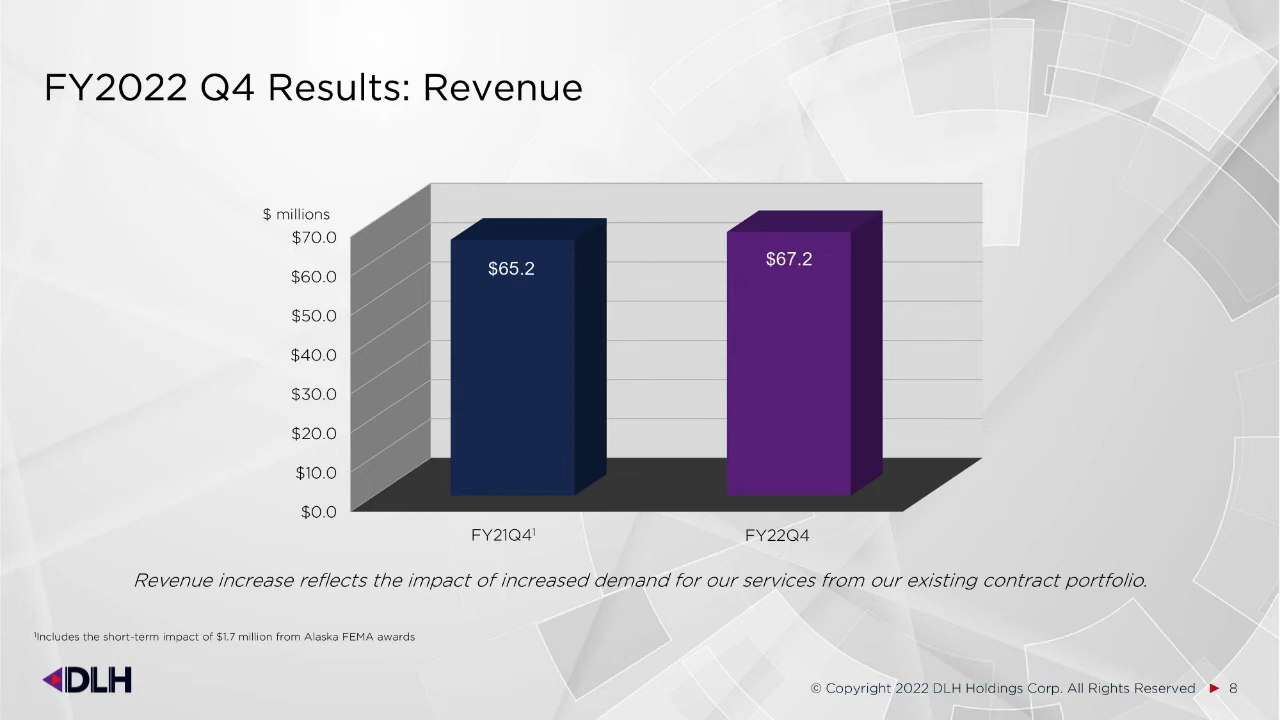 FY2022 Q4 Results: Revenue
$ millions
$70.0
$60.0
$50.0
$40.0
$30.0
$20.0
$10.0
$0.0
$65.2
$67.2
FY21Q4¹
FY22Q4
Revenue increase reflects the impact of increased demand for our services from our existing contract portfolio.
¹Includes the short-term impact of $1.7 million from Alaska FEMA awards
DLH
© Copyright 2022 DLH Holdings Corp. All Rights Reserved ▶ 8